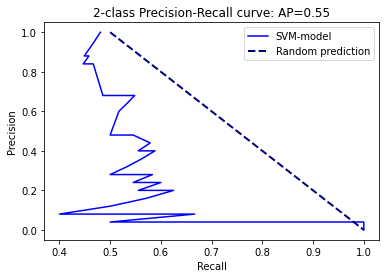 2-class Precision-Recall curve: AP=0.55
SVM-model
Random prediction
Precision
1.0
0.8
0.6
0.4
0.2
0.0
0.4 0.5 0.6 0.7 0.8 0.9 1.0
Recall